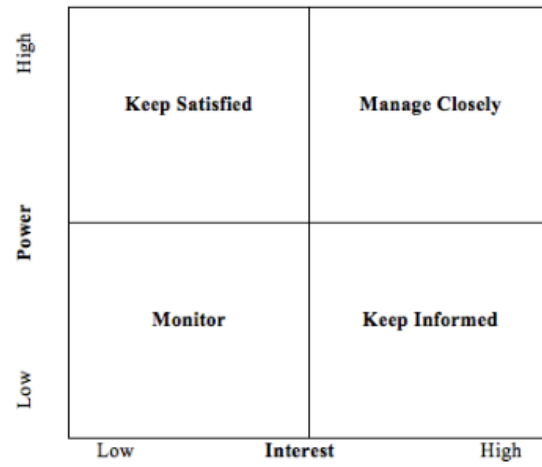 High
Keep Satisfied
Manage Closely
Power
Monitor
Keep Informed
Low
Low
Interest
High